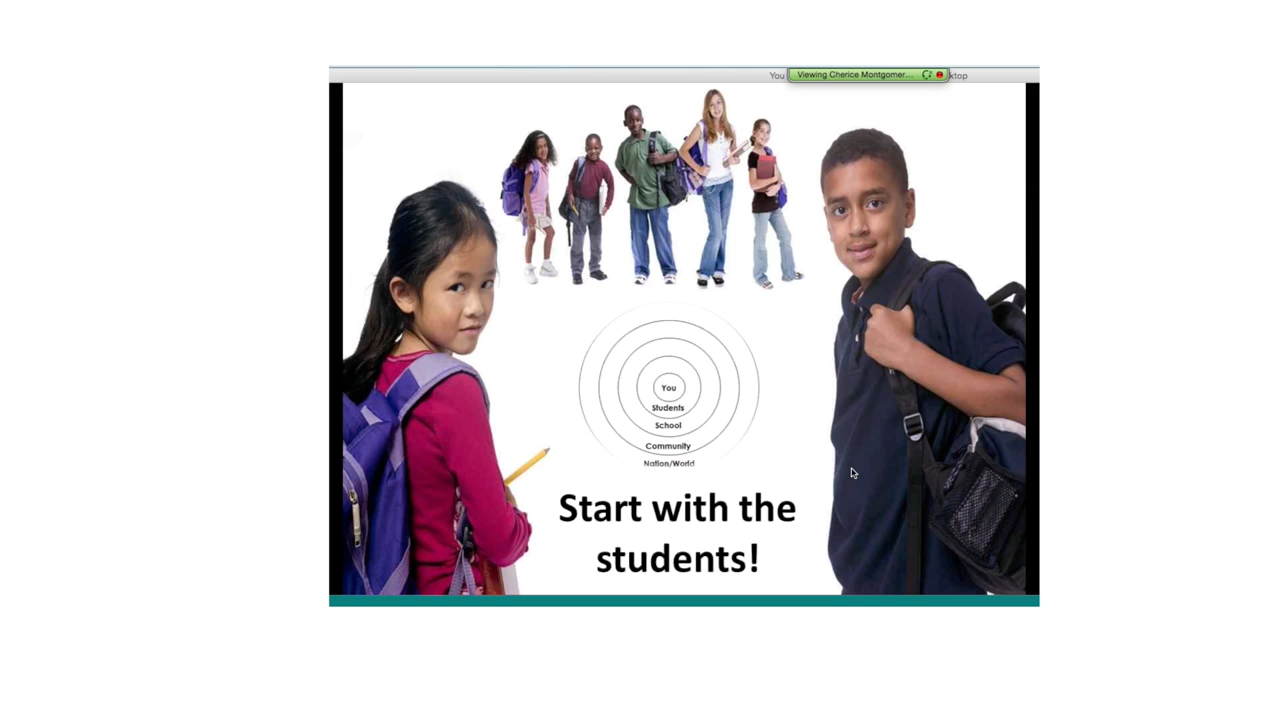 You
Viewing Cherice Montgomer...
ktop
You
Students
School
Community
Nation/World
Start with the
students!